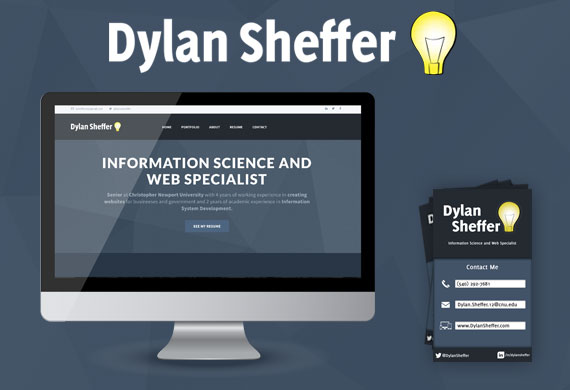 Dylan Sheffer
Dylan Sheffer
HOME PORTFOLIO ABOUT RESUME CONTACT
INFORMATION SCIENCE AND
WEB SPECIALIST
Senior at Christopher Newport University with 4 years of working experience in creating
websites for businesses and government and 2 years of academic experience in Information
System Development.
SEE MY RESUME
Dylan
Sheffer
Information Science and Web Specialist
Contact Me
(540) 292-3681
Dylan.Sheffer.12@cnu.edu
www.DylanSheffer.com
@DylanSheffer
/in/dylansheffer